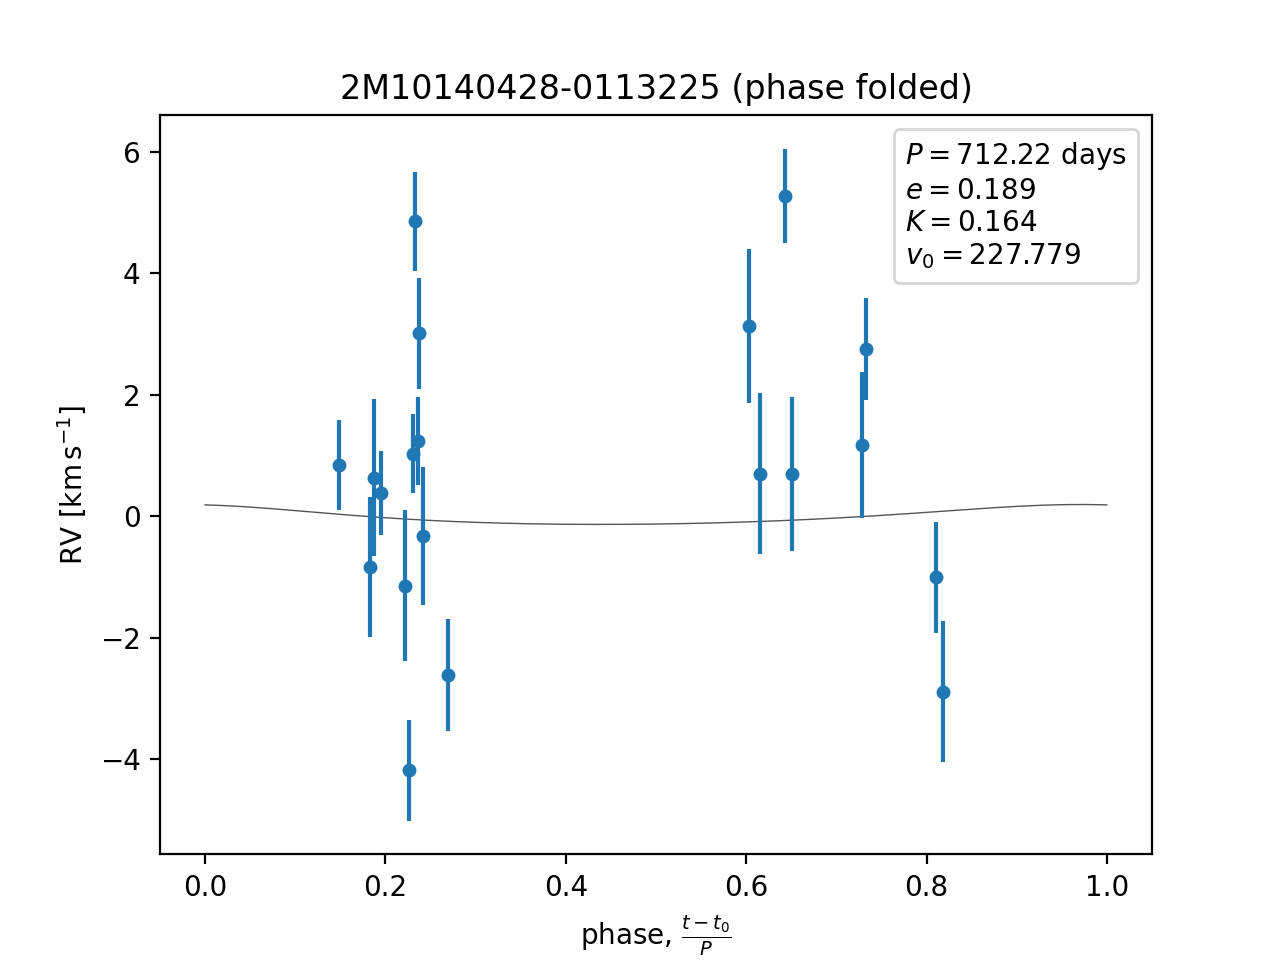 2M10140428-0113225 (phase folded)
P = 712.22 days
e = 0.189
K = 0.164
v₀ = 227.779
6
4
2
0
−2
−4
RV [km s⁻¹]
0.0 0.2 0.4 0.6 0.8 1.0
phase, (t − t₀)/P